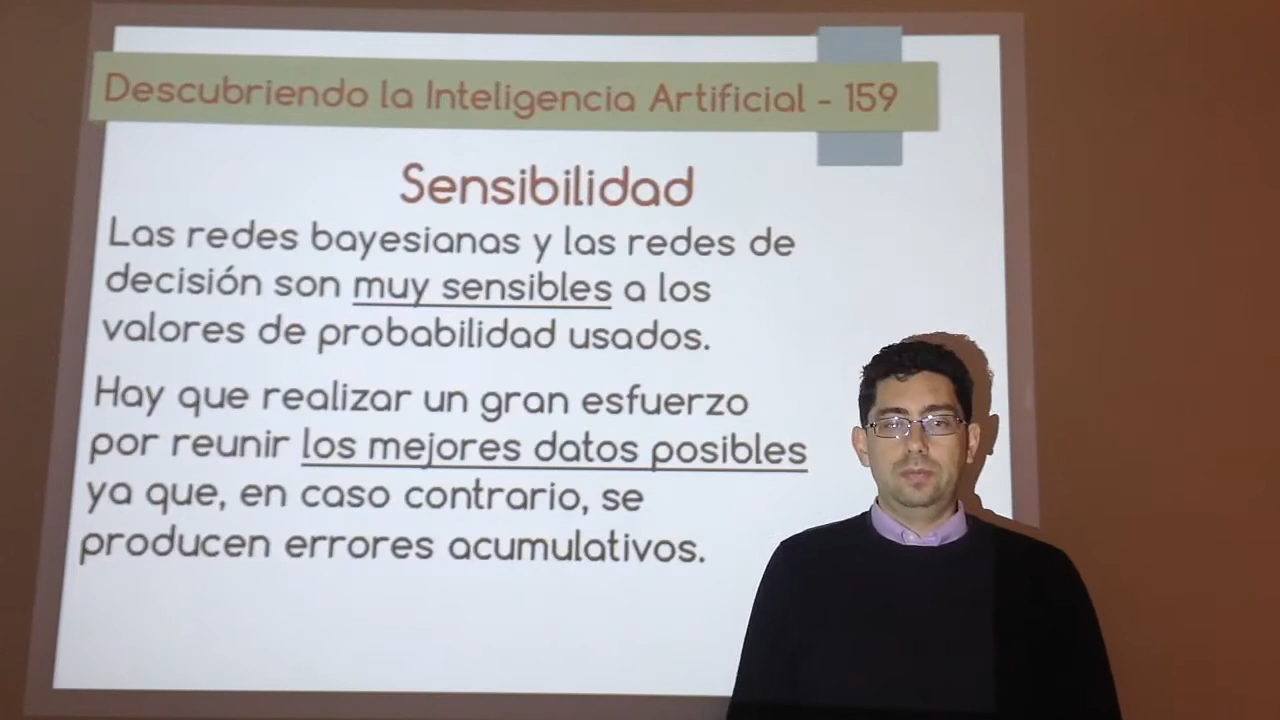 Descubriendo la Inteligencia Artificial - 159
Sensibilidad
Las redes bayesianas y las redes de
decisión son muy sensibles a los
valores de probabilidad usados.
Hay que realizar un gran esfuerzo
por reunir los mejores datos posibles
ya que, en caso contrario, se
producen errores acumulativos.